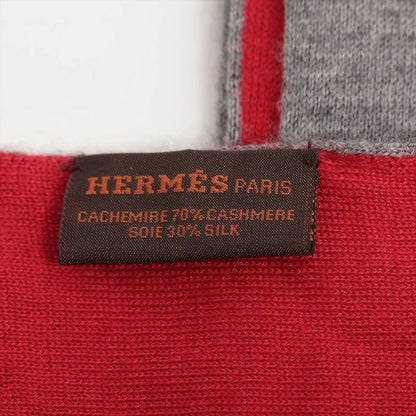 HERMÈS PARIS
CACHEMIRE 70% CASHMERE
SOIE 30% SILK